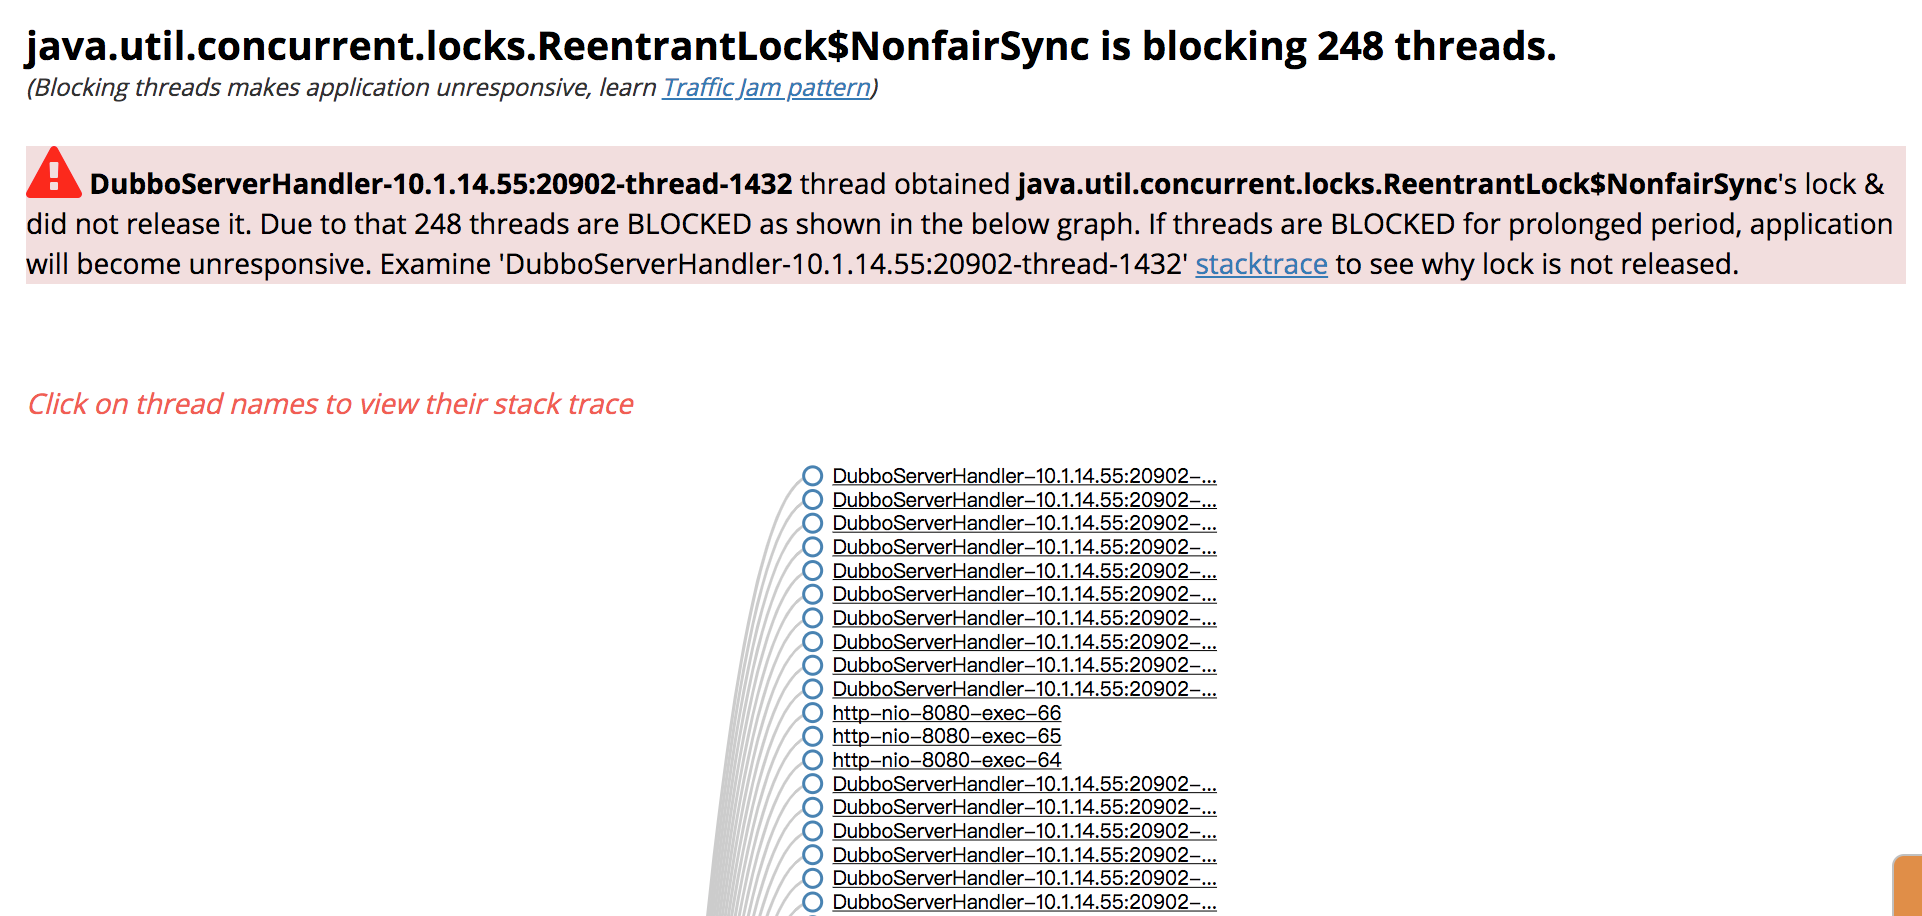 java.util.concurrent.locks.ReentrantLock$NonfairSync is blocking 248 threads.
(Blocking threads makes application unresponsive, learn Traffic Jam pattern)
DubboServerHandler-10.1.14.55:20902-thread-1432 thread obtained java.util.concurrent.locks.ReentrantLock$NonfairSync's lock &
did not release it. Due to that 248 threads are BLOCKED as shown in the below graph. If threads are BLOCKED for prolonged period, application
will become unresponsive. Examine 'DubboServerHandler-10.1.14.55:20902-thread-1432' stacktrace to see why lock is not released.
Click on thread names to view their stack trace
DubboServerHandler-10.1.14.55:20902-...
DubboServerHandler-10.1.14.55:20902-...
DubboServerHandler-10.1.14.55:20902-...
DubboServerHandler-10.1.14.55:20902-...
DubboServerHandler-10.1.14.55:20902-...
DubboServerHandler-10.1.14.55:20902-...
DubboServerHandler-10.1.14.55:20902-...
DubboServerHandler-10.1.14.55:20902-...
DubboServerHandler-10.1.14.55:20902-...
DubboServerHandler-10.1.14.55:20902-...
http-nio-8080-exec-66
http-nio-8080-exec-65
http-nio-8080-exec-64
DubboServerHandler-10.1.14.55:20902-...
DubboServerHandler-10.1.14.55:20902-...
DubboServerHandler-10.1.14.55:20902-...
DubboServerHandler-10.1.14.55:20902-...
DubboServerHandler-10.1.14.55:20902-...
DubboServerHandler-10.1.14.55:20902-...